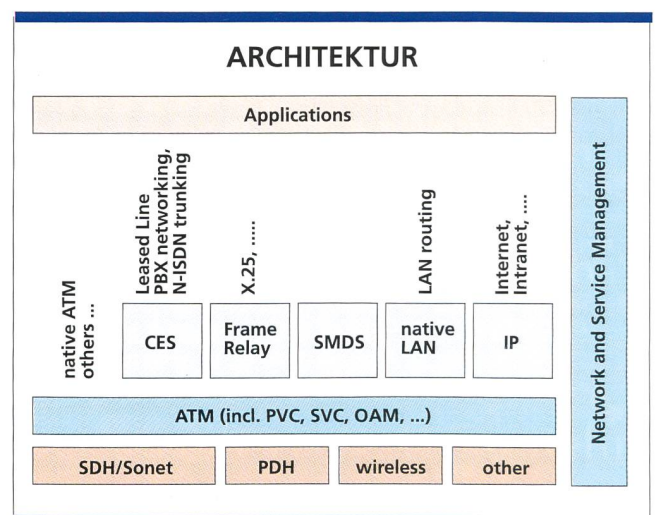 ARCHITEKTUR
Applications
native ATM
others ...
Leased Line
PBX networking,
N-ISDN trunking
X.25, .....
LAN routing
Internet,
Intranet, ....
CES
Frame
Relay
SMDS
native
LAN
IP
ATM (incl. PVC, SVC, OAM, ...)
SDH/Sonet
PDH
wireless
other
Network and Service Management